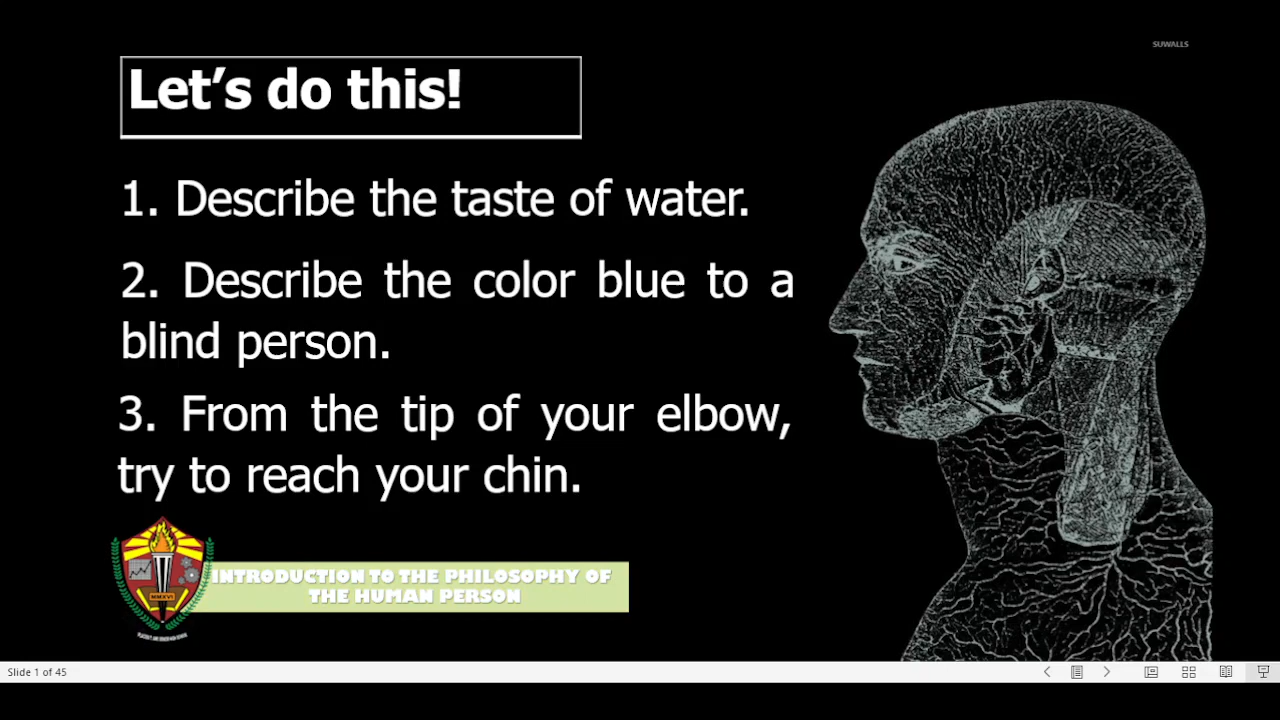 SUWALLS
Let’s do this!
1. Describe the taste of water.
2. Describe the color blue to a
blind person.
3. From the tip of your elbow,
try to reach your chin.
MMXVI
INTRODUCTION TO THE PHILOSOPHY OF
THE HUMAN PERSON
Slide 1 of 45